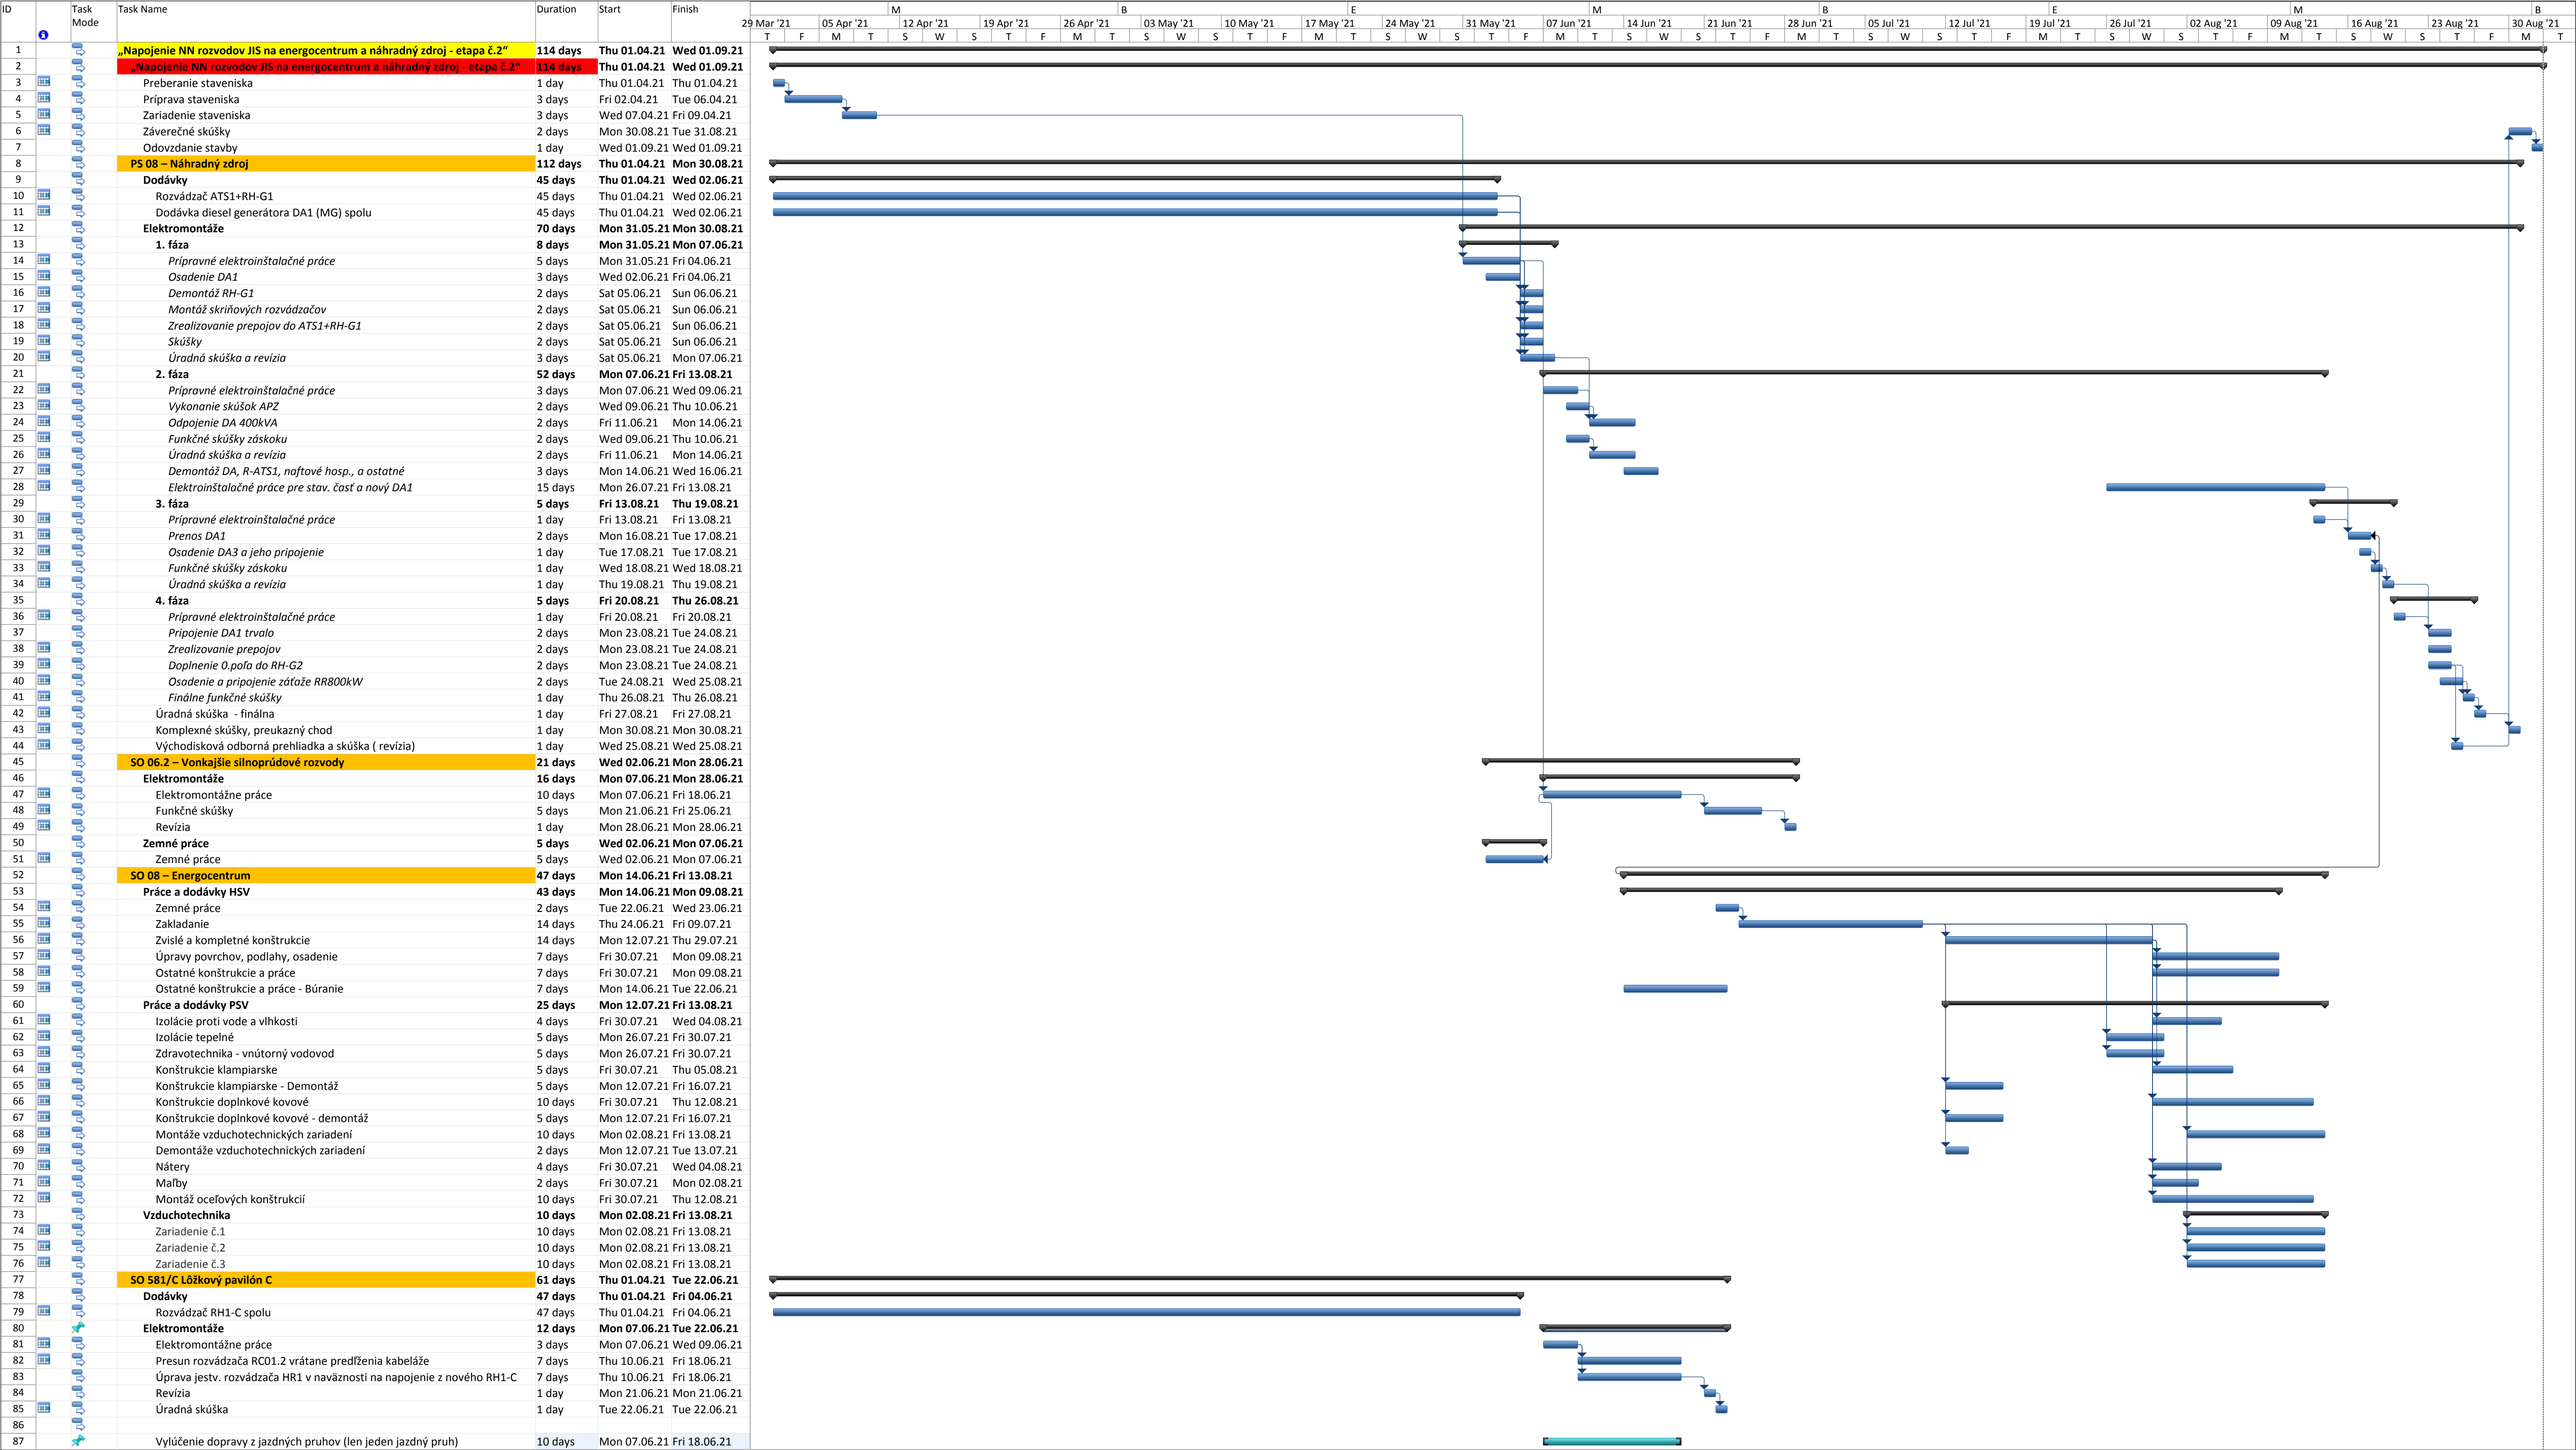 ID Task Mode Task Name Duration Start Finish
M B E M B E M B
29 Mar '21 05 Apr '21 12 Apr '21 19 Apr '21 26 Apr '21 03 May '21 10 May '21 17 May '21 24 May '21 31 May '21 07 Jun '21 14 Jun '21 21 Jun '21 28 Jun '21 05 Jul '21 12 Jul '21 19 Jul '21 26 Jul '21 02 Aug '21 09 Aug '21 16 Aug '21 23 Aug '21 30 Aug '21
T F M T S W S T F M T S W S T F M T S W S T F M T S W S T F M T S W S T F M T S W S T F M T
1 „Napojenie NN rozvodov JIS na energocentrum a náhradný zdroj - etapa č.2“ 114 days Thu 01.04.21 Wed 01.09.21
2 „Napojenie NN rozvodov JIS na energocentrum a náhradný zdroj - etapa č.2“ 114 days Thu 01.04.21 Wed 01.09.21
3 Preberanie staveniska 1 day Thu 01.04.21 Thu 01.04.21
4 Príprava staveniska 3 days Fri 02.04.21 Tue 06.04.21
5 Zariadenie staveniska 3 days Wed 07.04.21 Fri 09.04.21
6 Záverečné skúšky 2 days Mon 30.08.21 Tue 31.08.21
7 Odovzdanie stavby 1 day Wed 01.09.21 Wed 01.09.21
8 PS 08 – Náhradný zdroj 112 days Thu 01.04.21 Mon 30.08.21
9 Dodávky 45 days Thu 01.04.21 Wed 02.06.21
10 Rozvádzač ATS1+RH-G1 45 days Thu 01.04.21 Wed 02.06.21
11 Dodávka diesel generátora DA1 (MG) spolu 45 days Thu 01.04.21 Wed 02.06.21
12 Elektromontáže 70 days Mon 31.05.21 Mon 30.08.21
13 1. fáza 8 days Mon 31.05.21 Mon 07.06.21
14 Prípravné elektroinštalačné práce 5 days Mon 31.05.21 Fri 04.06.21
15 Osadenie DA1 3 days Wed 02.06.21 Fri 04.06.21
16 Demontáž RH-G1 2 days Sat 05.06.21 Sun 06.06.21
17 Montáž skriňových rozvádzačov 2 days Sat 05.06.21 Sun 06.06.21
18 Zrealizovanie prepojov do ATS1+RH-G1 2 days Sat 05.06.21 Sun 06.06.21
19 Skúšky 2 days Sat 05.06.21 Sun 06.06.21
20 Úradná skúška a revízia 3 days Sat 05.06.21 Mon 07.06.21
21 2. fáza 52 days Mon 07.06.21 Fri 13.08.21
22 Prípravné elektroinštalačné práce 3 days Mon 07.06.21 Wed 09.06.21
23 Vykonanie skúšok APZ 2 days Wed 09.06.21 Thu 10.06.21
24 Odpojenie DA 400kVA 2 days Fri 11.06.21 Mon 14.06.21
25 Funkčné skúšky záskoku 2 days Wed 09.06.21 Thu 10.06.21
26 Úradná skúška a revízia 2 days Fri 11.06.21 Mon 14.06.21
27 Demontáž DA, R-ATS1, naftové hosp., a ostatné 3 days Mon 14.06.21 Wed 16.06.21
28 Elektroinštalačné práce pre stav. časť a nový DA1 15 days Mon 26.07.21 Fri 13.08.21
29 3. fáza 5 days Fri 13.08.21 Thu 19.08.21
30 Prípravné elektroinštalačné práce 1 day Fri 13.08.21 Fri 13.08.21
31 Prenos DA1 2 days Mon 16.08.21 Tue 17.08.21
32 Osadenie DA3 a jeho pripojenie 1 day Tue 17.08.21 Tue 17.08.21
33 Funkčné skúšky záskoku 1 day Wed 18.08.21 Wed 18.08.21
34 Úradná skúška a revízia 1 day Thu 19.08.21 Thu 19.08.21
35 4. fáza 5 days Fri 20.08.21 Thu 26.08.21
36 Prípravné elektroinštalačné práce 1 day Fri 20.08.21 Fri 20.08.21
37 Pripojenie DA1 trvalo 2 days Mon 23.08.21 Tue 24.08.21
38 Zrealizovanie prepojov 2 days Mon 23.08.21 Tue 24.08.21
39 Doplnenie 0.poľa do RH-G2 2 days Mon 23.08.21 Tue 24.08.21
40 Osadenie a pripojenie záťaže RR800kW 2 days Tue 24.08.21 Wed 25.08.21
41 Finálne funkčné skúšky 1 day Thu 26.08.21 Thu 26.08.21
42 Úradná skúška - finálna 1 day Fri 27.08.21 Fri 27.08.21
43 Komplexné skúšky, preukazný chod 1 day Mon 30.08.21 Mon 30.08.21
44 Východisková odborná prehliadka a skúška ( revízia) 1 day Wed 25.08.21 Wed 25.08.21
45 SO 06.2 – Vonkajšie silnoprúdové rozvody 21 days Wed 02.06.21 Mon 28.06.21
46 Elektromontáže 16 days Mon 07.06.21 Mon 28.06.21
47 Elektromontážne práce 10 days Mon 07.06.21 Fri 18.06.21
48 Funkčné skúšky 5 days Mon 21.06.21 Fri 25.06.21
49 Revízia 1 day Mon 28.06.21 Mon 28.06.21
50 Zemné práce 5 days Wed 02.06.21 Mon 07.06.21
51 Zemné práce 5 days Wed 02.06.21 Mon 07.06.21
52 SO 08 – Energocentrum 47 days Mon 14.06.21 Fri 13.08.21
53 Práce a dodávky HSV 43 days Mon 14.06.21 Mon 09.08.21
54 Zemné práce 2 days Tue 22.06.21 Wed 23.06.21
55 Zakladanie 14 days Thu 24.06.21 Fri 09.07.21
56 Zvislé a kompletné konštrukcie 14 days Mon 12.07.21 Thu 29.07.21
57 Úpravy povrchov, podlahy, osadenie 7 days Fri 30.07.21 Mon 09.08.21
58 Ostatné konštrukcie a práce 7 days Fri 30.07.21 Mon 09.08.21
59 Ostatné konštrukcie a práce - Búranie 7 days Mon 14.06.21 Tue 22.06.21
60 Práce a dodávky PSV 25 days Mon 12.07.21 Fri 13.08.21
61 Izolácie proti vode a vlhkosti 4 days Fri 30.07.21 Wed 04.08.21
62 Izolácie tepelné 5 days Mon 26.07.21 Fri 30.07.21
63 Zdravotechnika - vnútorný vodovod 5 days Mon 26.07.21 Fri 30.07.21
64 Konštrukcie klampiarske 5 days Fri 30.07.21 Thu 05.08.21
65 Konštrukcie klampiarske - Demontáž 5 days Mon 12.07.21 Fri 16.07.21
66 Konštrukcie doplnkové kovové 10 days Fri 30.07.21 Thu 12.08.21
67 Konštrukcie doplnkové kovové - demontáž 5 days Mon 12.07.21 Fri 16.07.21
68 Montáže vzduchotechnických zariadení 10 days Mon 02.08.21 Fri 13.08.21
69 Demontáže vzduchotechnických zariadení 2 days Mon 12.07.21 Tue 13.07.21
70 Nátery 4 days Fri 30.07.21 Wed 04.08.21
71 Maľby 2 days Fri 30.07.21 Mon 02.08.21
72 Montáž oceľových konštrukcií 10 days Fri 30.07.21 Thu 12.08.21
73 Vzduchotechnika 10 days Mon 02.08.21 Fri 13.08.21
74 Zariadenie č.1 10 days Mon 02.08.21 Fri 13.08.21
75 Zariadenie č.2 10 days Mon 02.08.21 Fri 13.08.21
76 Zariadenie č.3 10 days Mon 02.08.21 Fri 13.08.21
77 SO 581/C Lôžkový pavilón C 61 days Thu 01.04.21 Tue 22.06.21
78 Dodávky 47 days Thu 01.04.21 Fri 04.06.21
79 Rozvádzač RH1-C spolu 47 days Thu 01.04.21 Fri 04.06.21
80 Elektromontáže 12 days Mon 07.06.21 Tue 22.06.21
81 Elektromontážne práce 3 days Mon 07.06.21 Wed 09.06.21
82 Presun rozvádzača RC01.2 vrátane predĺženia kabeláže 7 days Thu 10.06.21 Fri 18.06.21
83 Úprava jestv. rozvádzača HR1 v naväznosti na napojenie z nového RH1-C 7 days Thu 10.06.21 Fri 18.06.21
84 Revízia 1 day Mon 21.06.21 Mon 21.06.21
85 Úradná skúška 1 day Tue 22.06.21 Tue 22.06.21
86
87 Vylúčenie dopravy z jazdných pruhov (len jeden jazdný pruh) 10 days Mon 07.06.21 Fri 18.06.21